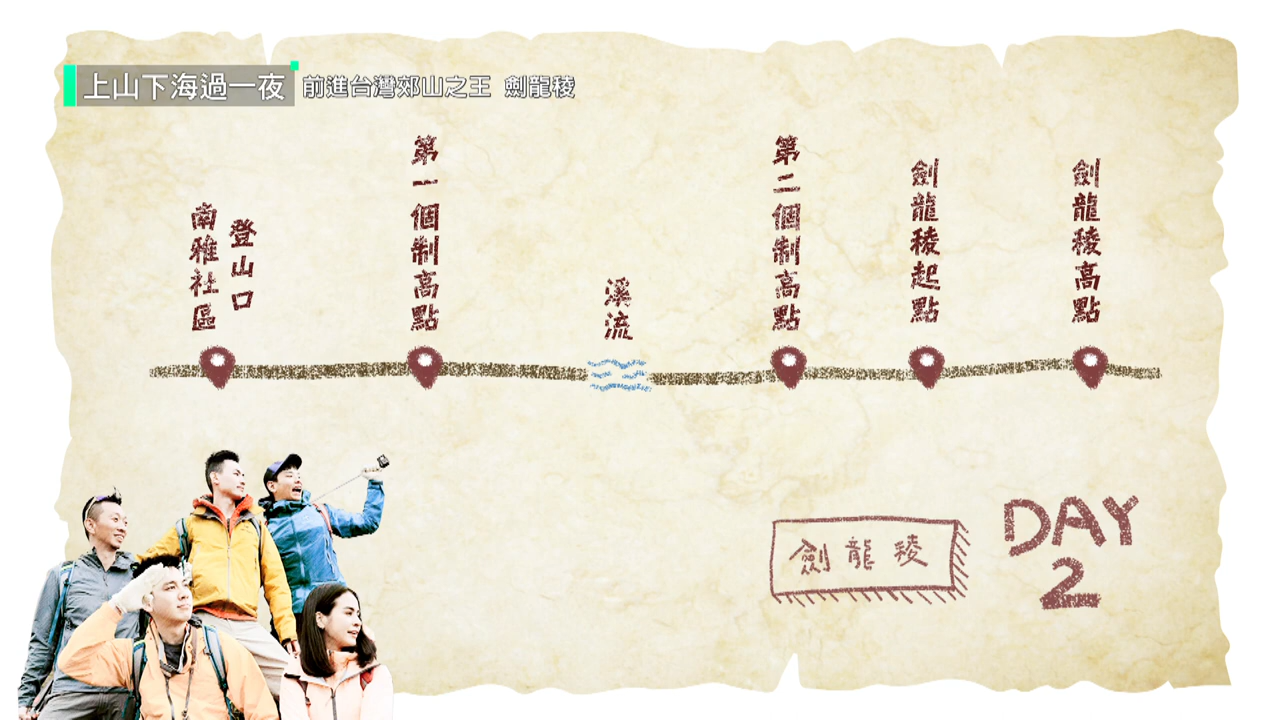 上山下海過一夜 前進台灣郊山之王 劍龍稜
南雅社區
登山口
第一個制高點
溪流
第二個制高點
劍龍稜起點
劍龍稜高點
劍龍稜
DAY
2